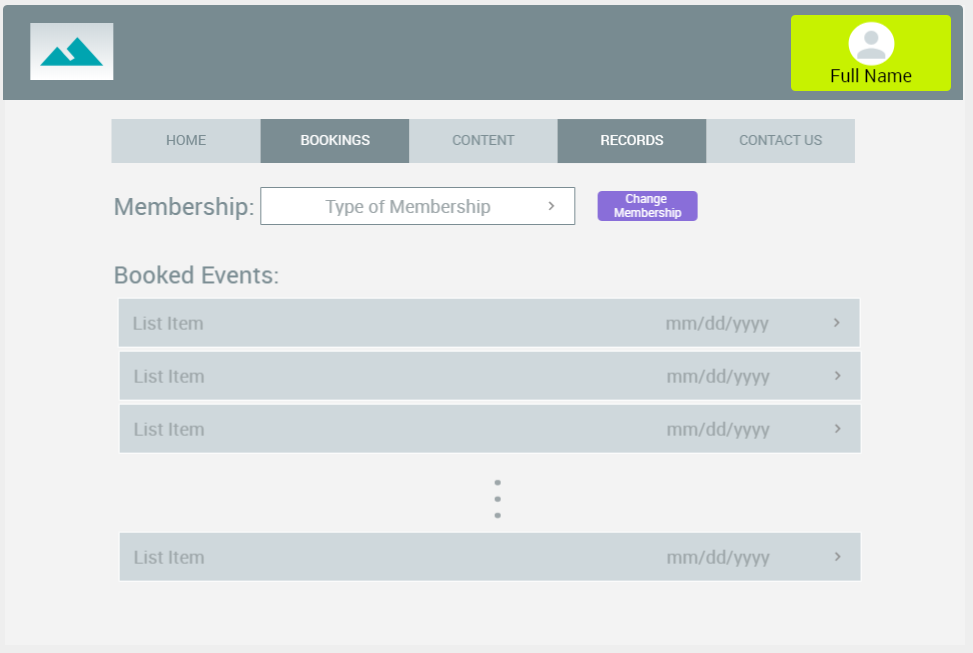 Full Name
HOME BOOKINGS CONTENT RECORDS CONTACT US
Membership: Type of Membership > Change
Membership
Booked Events:
List Item mm/dd/yyyy >
List Item mm/dd/yyyy >
List Item mm/dd/yyyy >
List Item mm/dd/yyyy >